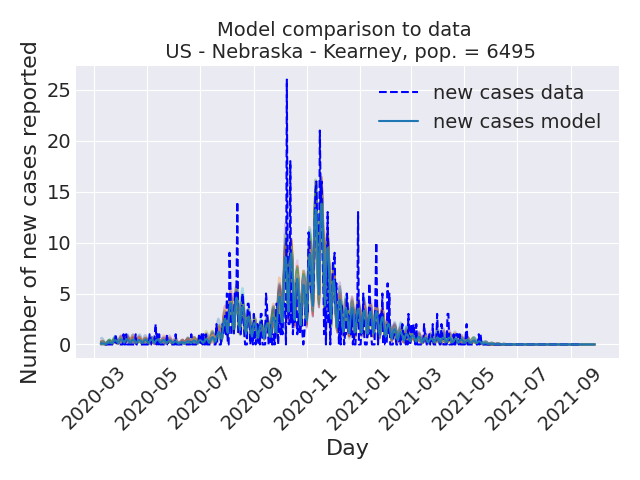 Model comparison to data
US - Nebraska - Kearney, pop. = 6495
Number of new cases reported
25
20
15
10
5
0
new cases data
new cases model
2020-03
2020-05
2020-07
2020-09
2020-11
2021-01
2021-03
2021-05
2021-07
2021-09
Day